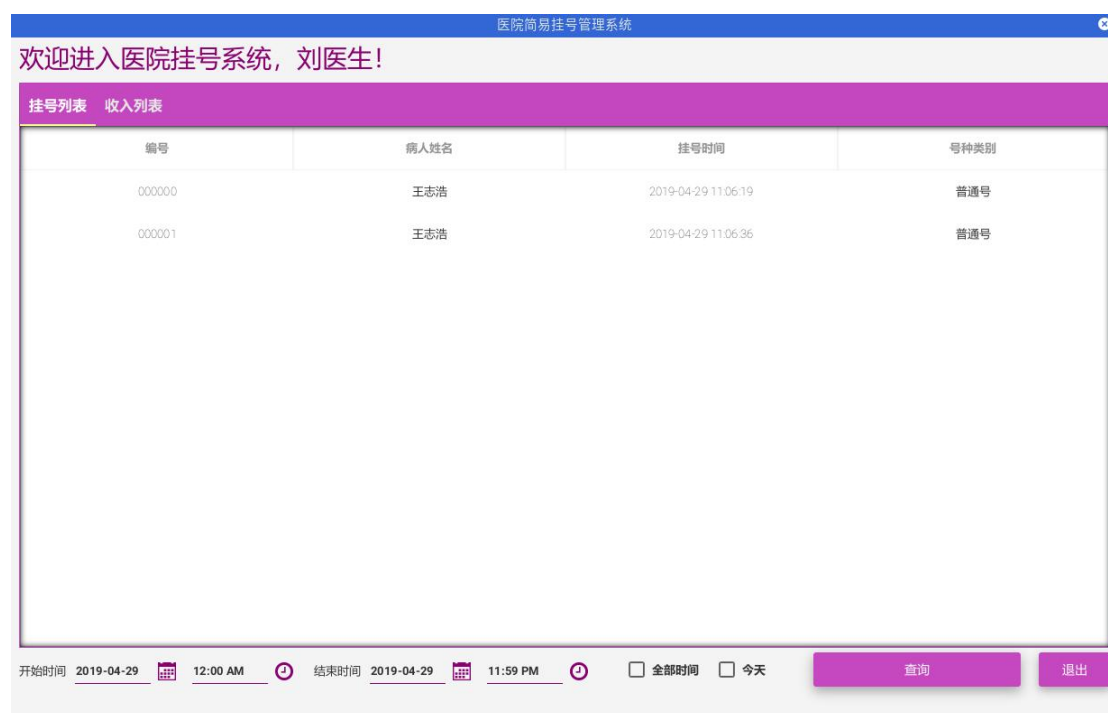 医院简易挂号管理系统
欢迎进入医院挂号系统，刘医生！
挂号列表 收入列表
编号 病人姓名 挂号时间 号种类别
000000 王志浩 2019-04-29 11:06:19 普通号
000001 王志浩 2019-04-29 11:06:36 普通号
开始时间 2019-04-29 12:00 AM 结束时间 2019-04-29 11:59 PM 全部时间 今天 查询 退出